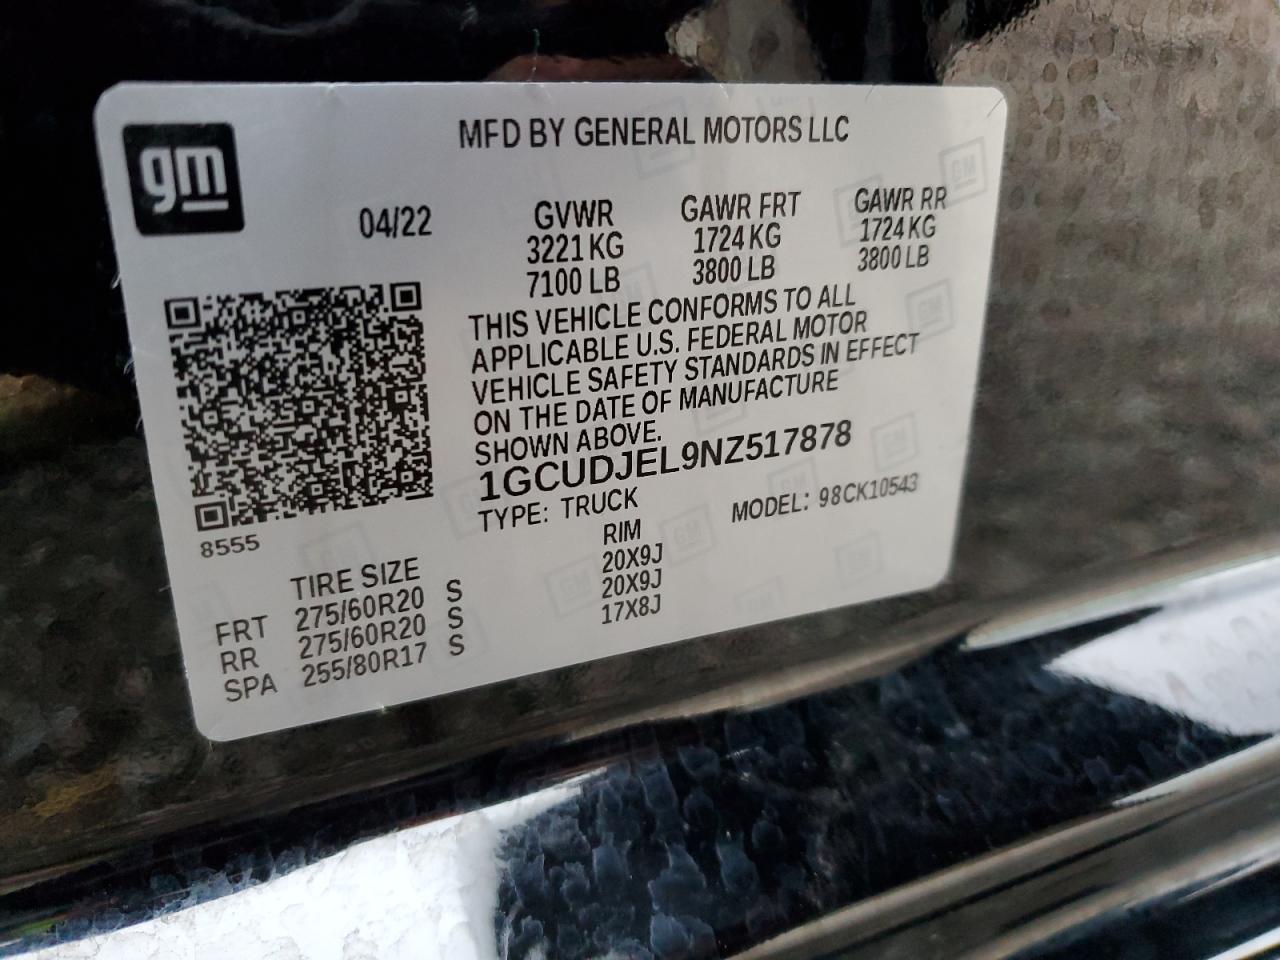 gm
MFD BY GENERAL MOTORS LLC
04/22
GVWR GAWR FRT GAWR RR
3221 KG 1724 KG 1724 KG
7100 LB 3800 LB 3800 LB
THIS VEHICLE CONFORMS TO ALL
APPLICABLE U.S. FEDERAL MOTOR
VEHICLE SAFETY STANDARDS IN EFFECT
ON THE DATE OF MANUFACTURE
SHOWN ABOVE.
1GCUDJEL9NZ517878
TYPE: TRUCK MODEL: 98CK10543
8555
TIRE SIZE RIM
FRT 275/60R20 S 20X9J
RR 275/60R20 S 20X9J
SPA 255/80R17 S 17X8J